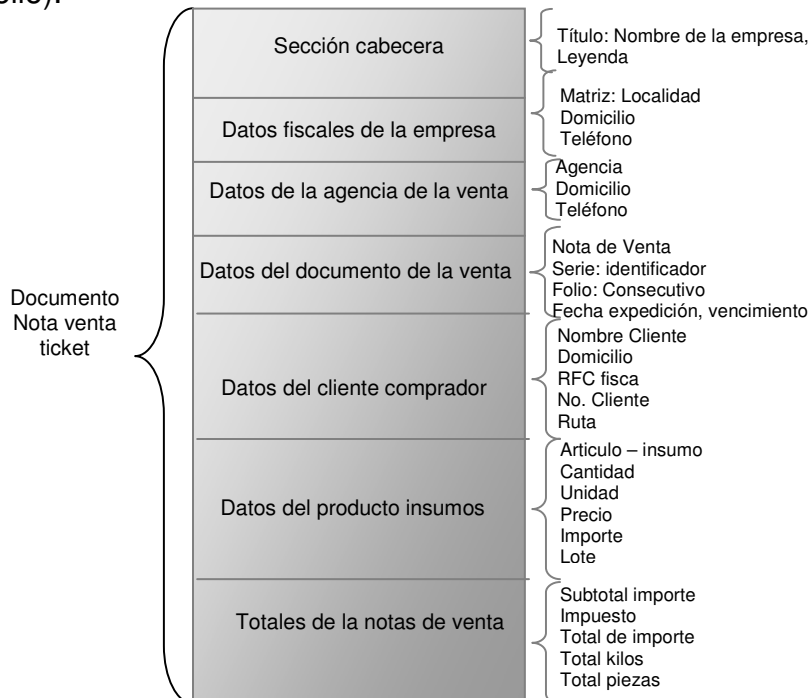 Sección cabecera
Título: Nombre de la empresa,
Leyenda
Datos fiscales de la empresa
Matriz: Localidad
Domicilio
Teléfono
Datos de la agencia de la venta
Agencia
Domicilio
Teléfono
Datos del documento de la venta
Nota de Venta
Serie: identificador
Folio: Consecutivo
Fecha expedición, vencimiento
Documento
Nota venta
ticket
Datos del cliente comprador
Nombre Cliente
Domicilio
RFC fisca
No. Cliente
Ruta
Datos del producto insumos
Articulo – insumo
Cantidad
Unidad
Precio
Importe
Lote
Totales de la notas de venta
Subtotal importe
Impuesto
Total de importe
Total kilos
Total piezas